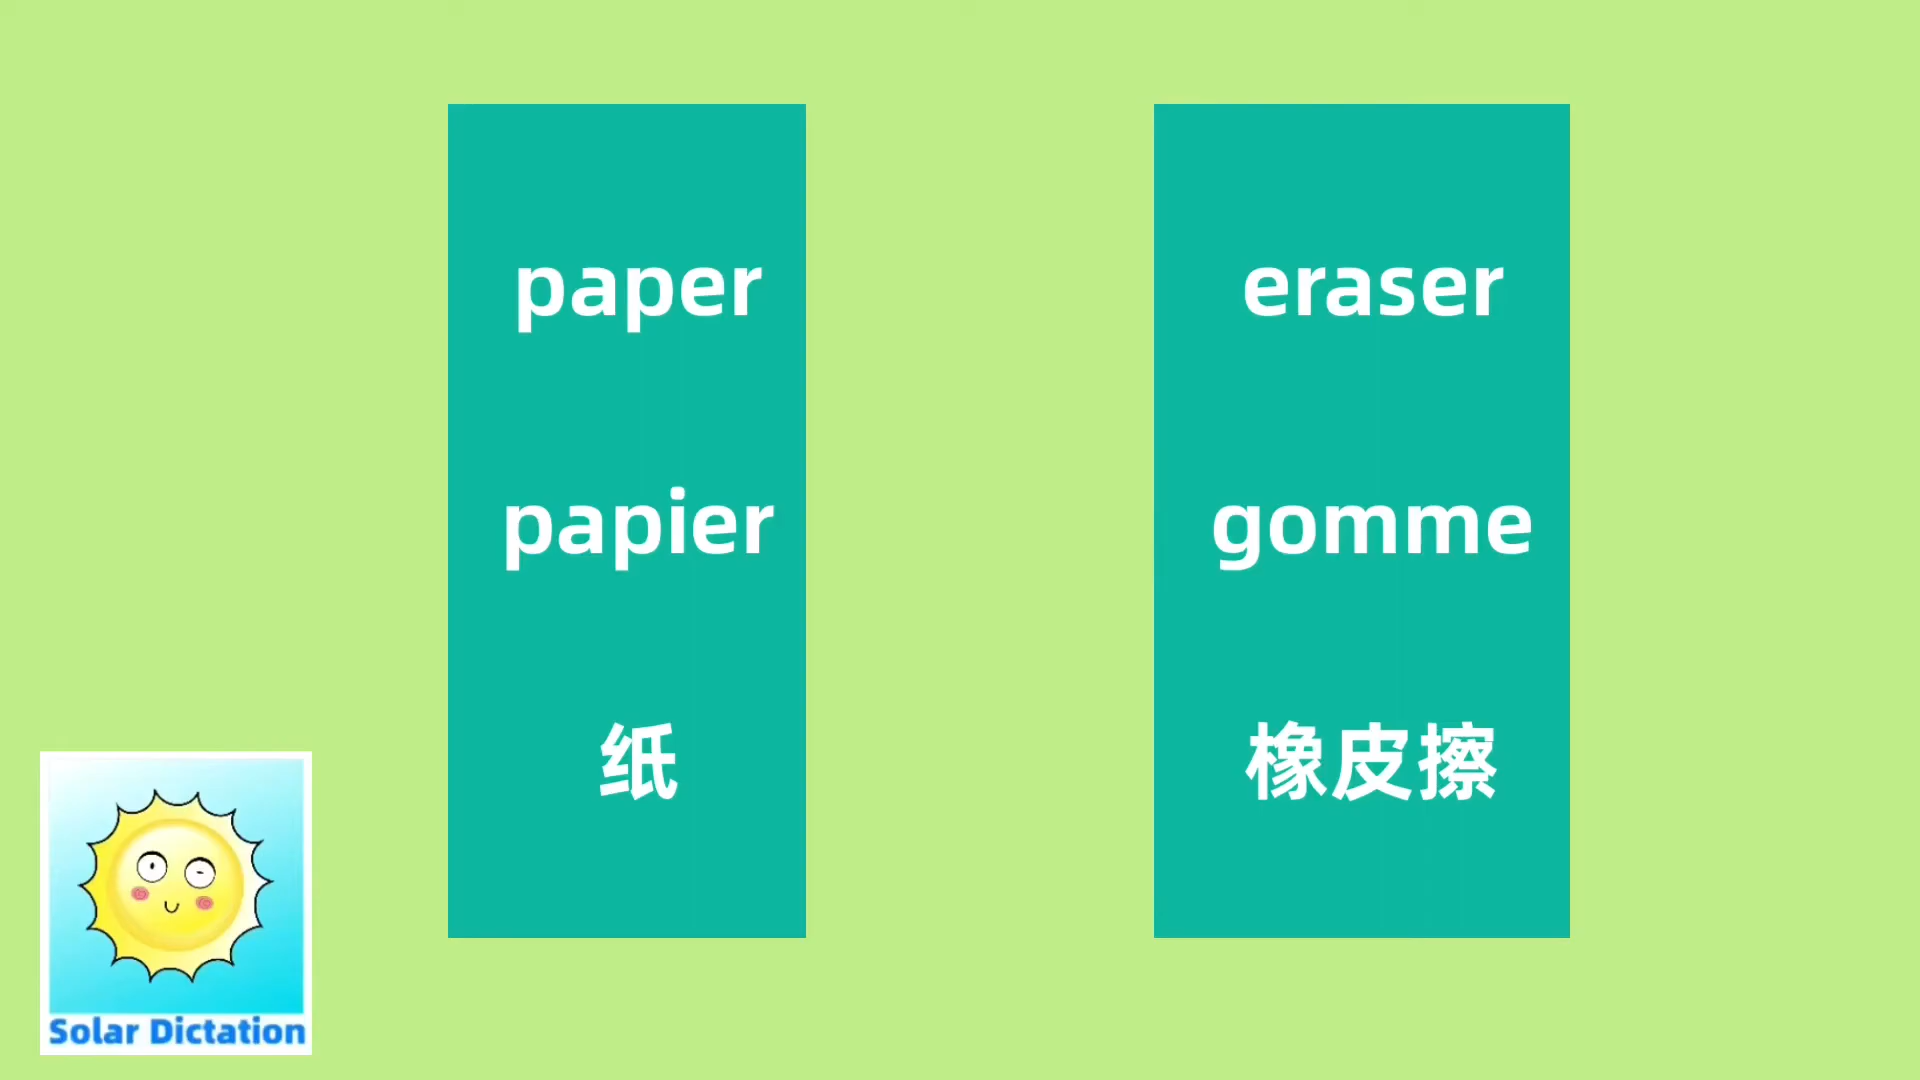 paper
papier
纸
eraser
gomme
橡皮擦
Solar Dictation